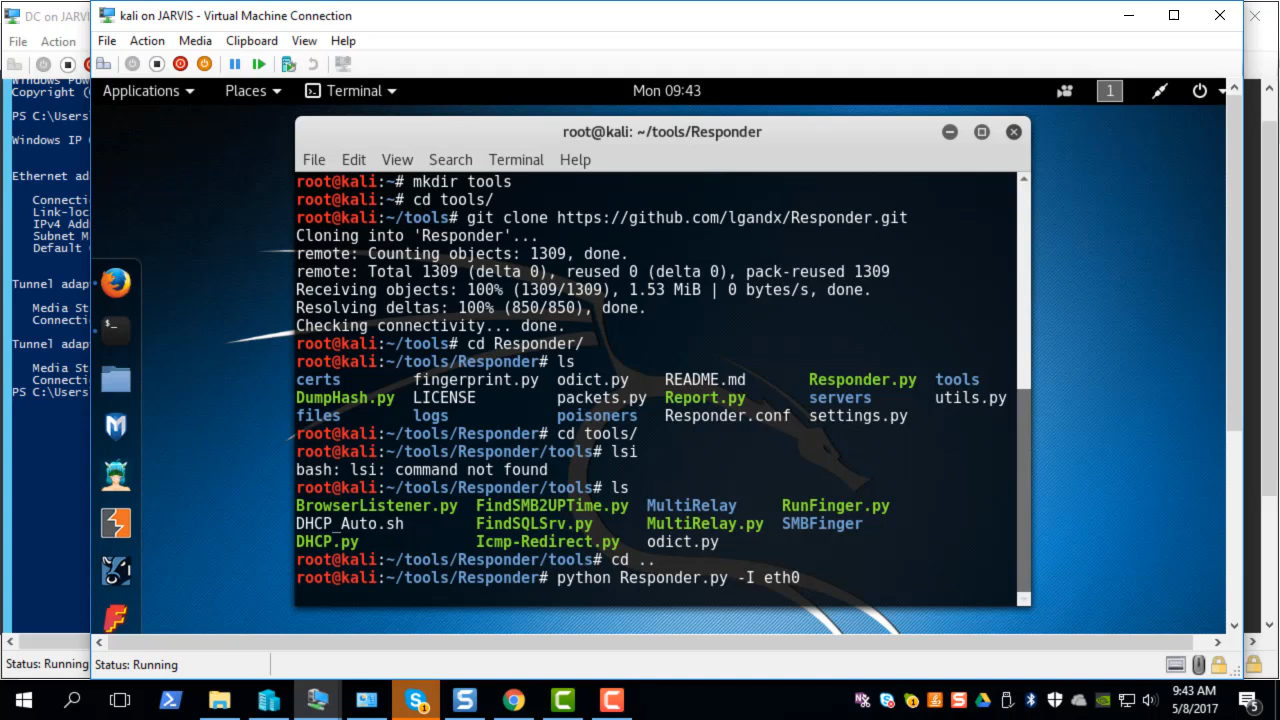 DC on JARV
kali on JARVIS - Virtual Machine Connection
File Action
File Action Media Clipboard View Help
Applications Places Terminal Mon 09:43 1
Copyright (
PS C:\Users
Windows IP
Ethernet ad
Connecti
Link-loc
IPv4 Add
Subnet M
Default
Tunnel adap
Media St
Connecti
Tunnel adap
Media St
Connecti
PS C:\Users
root@kali: ~/tools/Responder
File Edit View Search Terminal Help
root@kali:~# mkdir tools
root@kali:~# cd tools/
root@kali:~/tools# git clone https://github.com/lgandx/Responder.git
Cloning into 'Responder'...
remote: Counting objects: 1309, done.
remote: Total 1309 (delta 0), reused 0 (delta 0), pack-reused 1309
Receiving objects: 100% (1309/1309), 1.53 MiB | 0 bytes/s, done.
Resolving deltas: 100% (850/850), done.
Checking connectivity... done.
root@kali:~/tools# cd Responder/
root@kali:~/tools/Responder# ls
certs fingerprint.py odict.py README.md Responder.py tools
DumpHash.py LICENSE packets.py Report.py servers utils.py
files logs poisoners Responder.conf settings.py
root@kali:~/tools/Responder# cd tools/
root@kali:~/tools/Responder/tools# lsi
bash: lsi: command not found
root@kali:~/tools/Responder/tools# ls
BrowserListener.py FindSMB2UPTime.py MultiRelay RunFinger.py
DHCP_Auto.sh FindSQLSrv.py MultiRelay.py SMBFinger
DHCP.py Icmp-Redirect.py odict.py
root@kali:~/tools/Responder/tools# cd ..
root@kali:~/tools/Responder# python Responder.py -I eth0
Status: Running
Status: Running
9:43 AM
5/8/2017